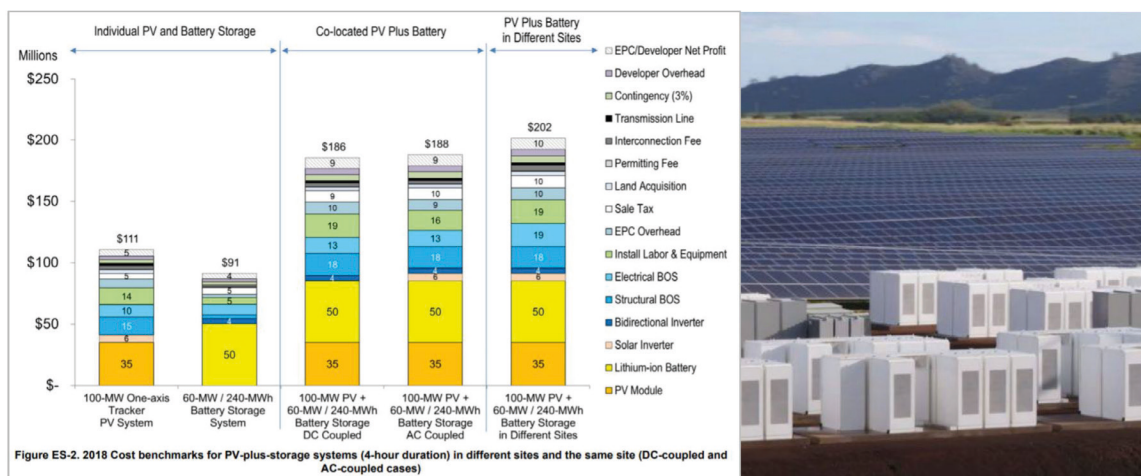 Individual PV and Battery Storage
Co-located PV Plus Battery
PV Plus Battery
in Different Sites
Millions
$250
$200
$150
$100
$50
$-
$111
5
5
14
10
15
6
35
$91
4
5
5
4
50
$186
9
9
10
19
13
18
4
50
35
$188
9
10
9
16
13
18
4
6
50
35
$202
10
10
10
19
19
18
4
6
50
35
EPC/Developer Net Profit
Developer Overhead
Contingency (3%)
Transmission Line
Interconnection Fee
Permitting Fee
Land Acquisition
Sale Tax
EPC Overhead
Install Labor & Equipment
Electrical BOS
Structural BOS
Bidirectional Inverter
Solar Inverter
Lithium-ion Battery
PV Module
100-MW One-axis
Tracker
PV System
60-MW / 240-MWh
Battery Storage
System
100-MW PV +
60-MW / 240-MWh
Battery Storage
DC Coupled
100-MW PV +
60-MW / 240-MWh
Battery Storage
AC Coupled
100-MW PV +
60-MW / 240-MWh
Battery Storage
in Different Sites
Figure ES-2. 2018 Cost benchmarks for PV-plus-storage systems (4-hour duration) in different sites and the same site (DC-coupled and
AC-coupled cases)